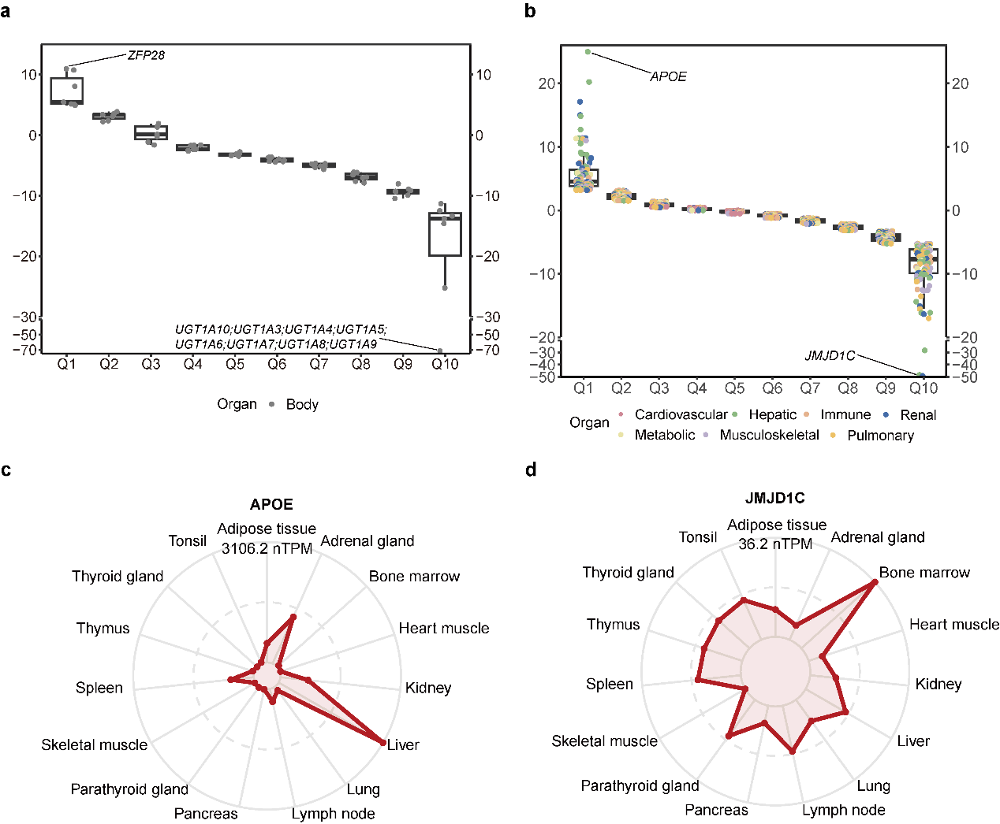 a
ZFP28
10
0
−10
−20
−30
−50
−70
10
0
−10
−20
−30
−50
−70
UGT1A10;UGT1A3;UGT1A4;UGT1A5;
UGT1A6;UGT1A7;UGT1A8;UGT1A9
Q1 Q2 Q3 Q4 Q5 Q6 Q7 Q8 Q9 Q10
Organ Body
b
APOE
20
10
0
−10
−20
−30
−40
−50
20
10
0
−10
−20
−30
−40
−50
JMJD1C
Q1 Q2 Q3 Q4 Q5 Q6 Q7 Q8 Q9 Q10
Organ
Cardiovascular Hepatic Immune Renal
Metabolic Musculoskeletal Pulmonary
c
APOE
Adipose tissue
3106.2 nTPM
Adrenal gland
Bone marrow
Heart muscle
Kidney
Liver
Lung
Lymph node
Pancreas
Parathyroid gland
Skeletal muscle
Spleen
Thymus
Thyroid gland
Tonsil
d
JMJD1C
Adipose tissue
36.2 nTPM
Adrenal gland
Bone marrow
Heart muscle
Kidney
Liver
Lung
Lymph node
Pancreas
Parathyroid gland
Skeletal muscle
Spleen
Thymus
Thyroid gland
Tonsil